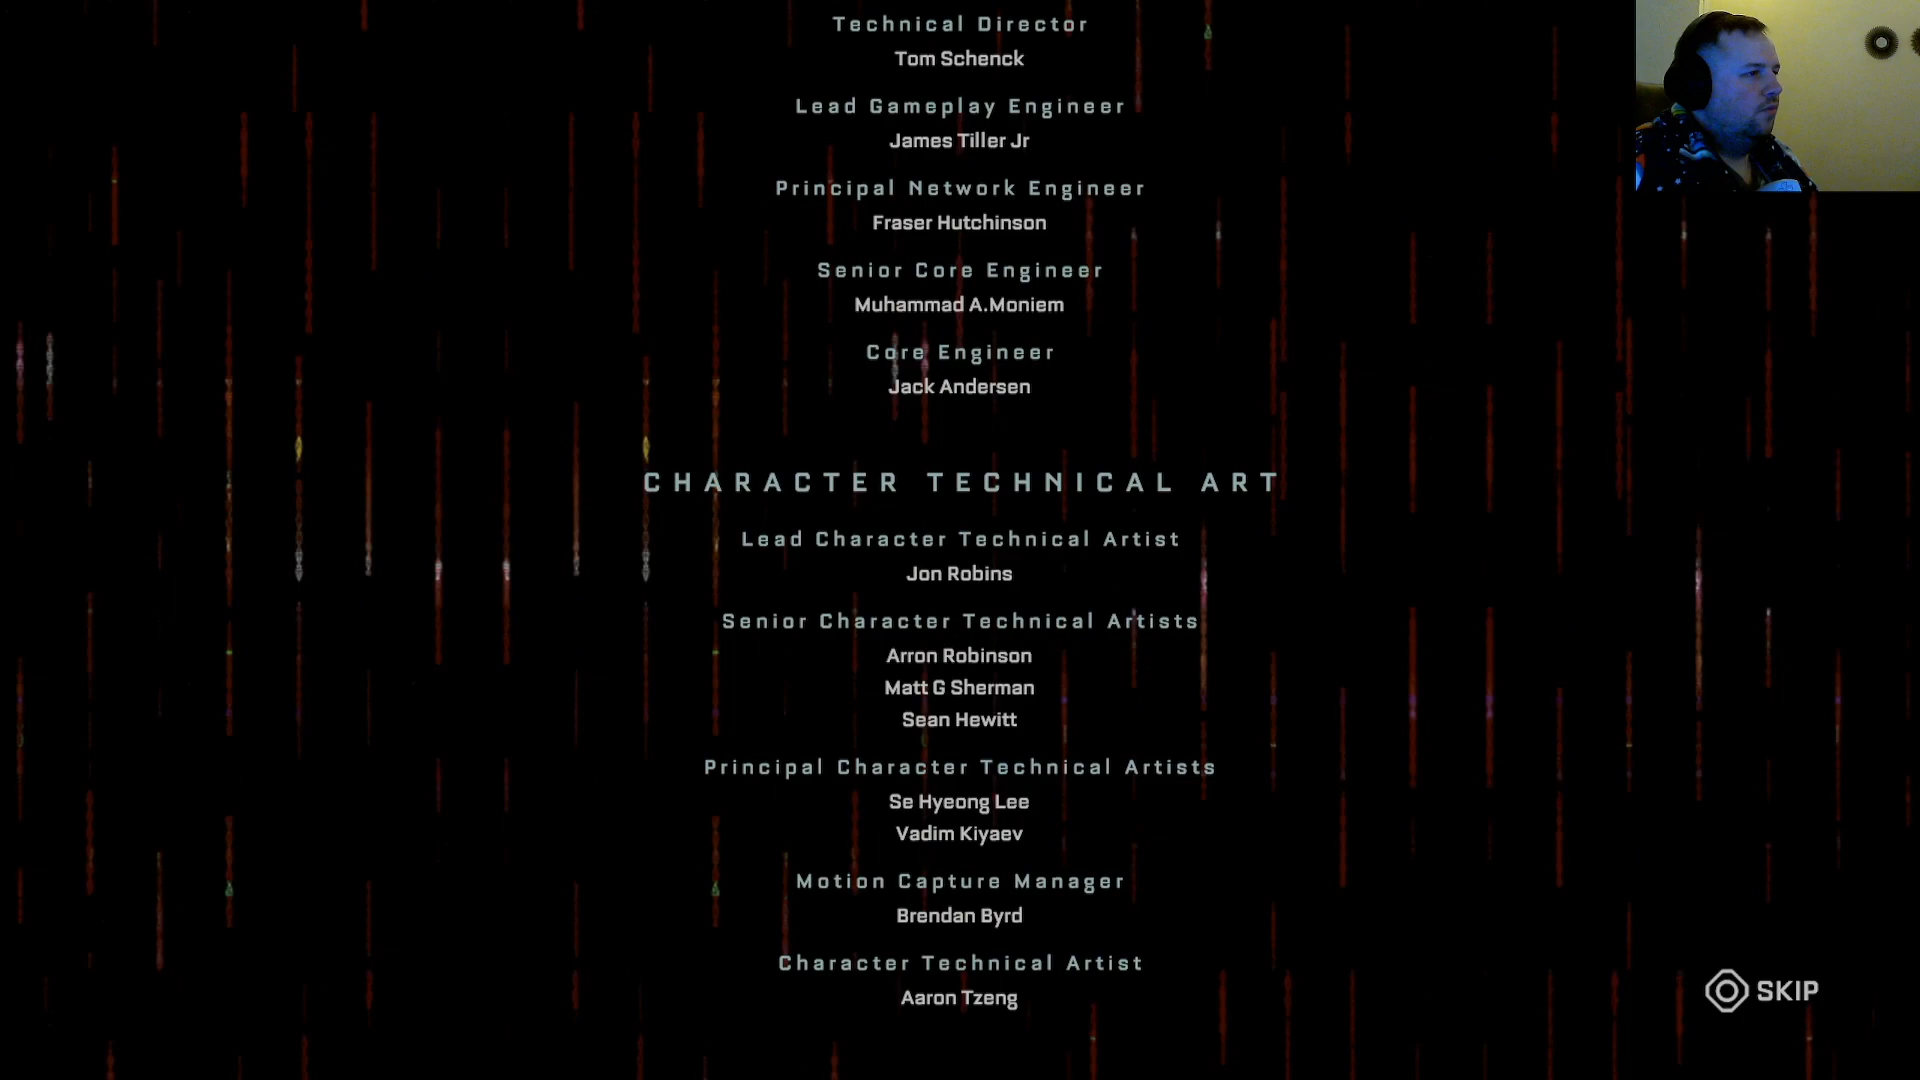 Technical Director
Tom Schenck
Lead Gameplay Engineer
James Tiller Jr
Principal Network Engineer
Fraser Hutchinson
Senior Core Engineer
Muhammad A.Moniem
Core Engineer
Jack Andersen
CHARACTER TECHNICAL ART
Lead Character Technical Artist
Jon Robins
Senior Character Technical Artists
Arron Robinson
Matt G Sherman
Sean Hewitt
Principal Character Technical Artists
Se Hyeong Lee
Vadim Kiyaev
Motion Capture Manager
Brendan Byrd
Character Technical Artist
Aaron Tzeng
SKIP